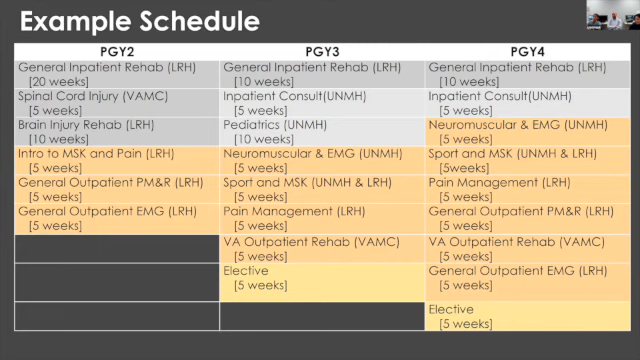 Example Schedule
PGY2 PGY3 PGY4
General Inpatient Rehab (LRH) General Inpatient Rehab (LRH) General Inpatient Rehab (LRH)
[20 weeks] [10 weeks] [10 weeks]
Spinal Cord Injury (VAMC) Inpatient Consult(UNMH) Inpatient Consult(UNMH)
[5 weeks] [5 weeks] [5 weeks]
Brain Injury Rehab (LRH) Pediatrics (UNMH) Neuromuscular & EMG (UNMH)
[10 weeks] [10 weeks] [5 weeks]
Intro to MSK and Pain (LRH) Neuromuscular & EMG (UNMH) Sport and MSK (UNMH & LRH)
[5 weeks] [5 weeks] [5weeks]
General Outpatient PM&R (LRH) Sport and MSK (UNMH & LRH) Pain Management (LRH)
[5 weeks] [5 weeks] [5 weeks]
General Outpatient EMG (LRH) Pain Management (LRH) General Outpatient PM&R (LRH)
[5 weeks] [5 weeks] [5 weeks]
VA Outpatient Rehab (VAMC) VA Outpatient Rehab (VAMC)
[5 weeks] [5 weeks]
Elective General Outpatient EMG (LRH)
[5 weeks] [5 weeks]
Elective
[5 weeks]